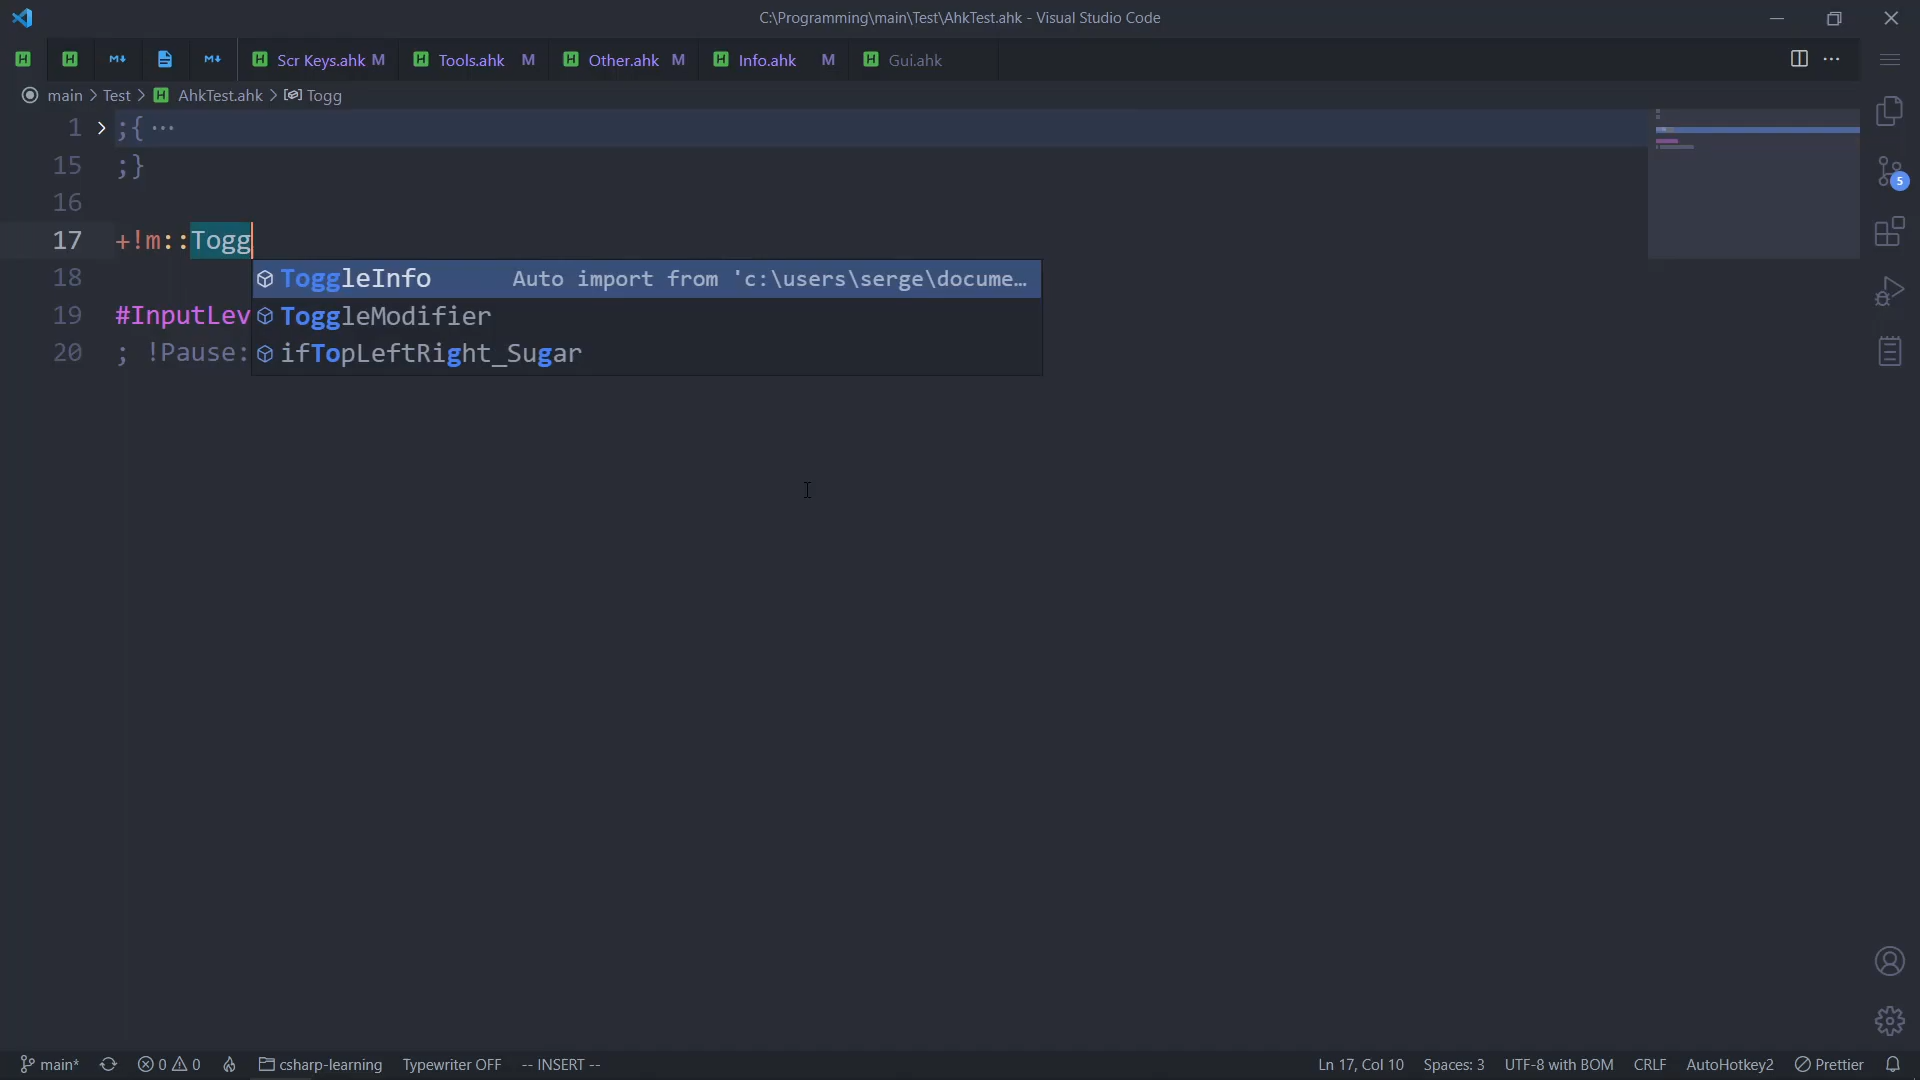 C:\Programming\main\Test\AhkTest.ahk - Visual Studio Code
Scr Keys.ahk M Tools.ahk M Other.ahk M Info.ahk M Gui.ahk
main > Test > AhkTest.ahk > Togg
1 > ;{ ···
15 ;}
16
17 +!m::Togg
18 ToggleInfo Auto import from 'c:\users\serge\docume…
19 #InputLev ToggleModifier
20 ; !Pause: ifTopLeftRight_Sugar
5
main* 0 0 csharp-learning Typewriter OFF -- INSERT -- Ln 17, Col 10 Spaces: 3 UTF-8 with BOM CRLF AutoHotkey2 Prettier